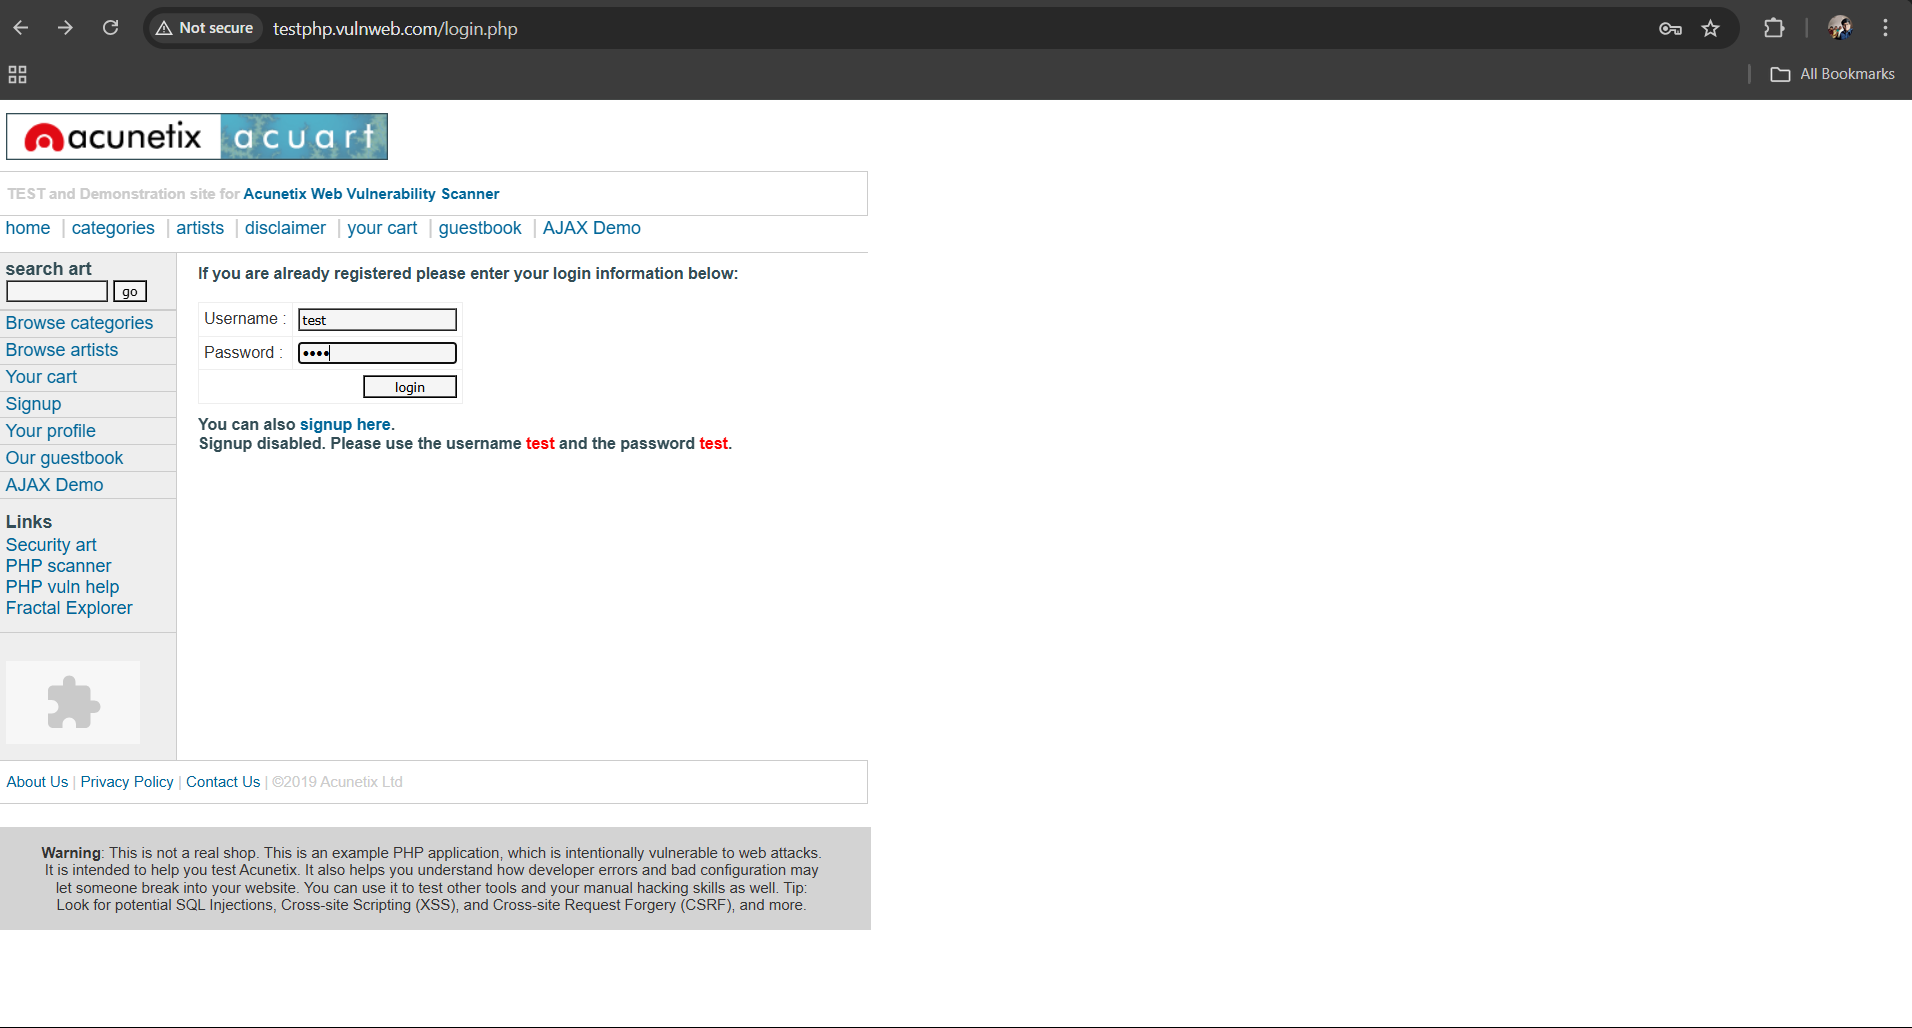 Not secure
testphp.vulnweb.com/login.php
All Bookmarks
acunetix acuart
TEST and Demonstration site for Acunetix Web Vulnerability Scanner
home | categories | artists | disclaimer | your cart | guestbook | AJAX Demo
search art
go
Browse categories
Browse artists
Your cart
Signup
Your profile
Our guestbook
AJAX Demo
Links
Security art
PHP scanner
PHP vuln help
Fractal Explorer
If you are already registered please enter your login information below:
Username : test
Password : ••••
login
You can also signup here.
Signup disabled. Please use the username test and the password test.
About Us | Privacy Policy | Contact Us | ©2019 Acunetix Ltd
Warning: This is not a real shop. This is an example PHP application, which is intentionally vulnerable to web attacks.
It is intended to help you test Acunetix. It also helps you understand how developer errors and bad configuration may
let someone break into your website. You can use it to test other tools and your manual hacking skills as well. Tip:
Look for potential SQL Injections, Cross-site Scripting (XSS), and Cross-site Request Forgery (CSRF), and more.